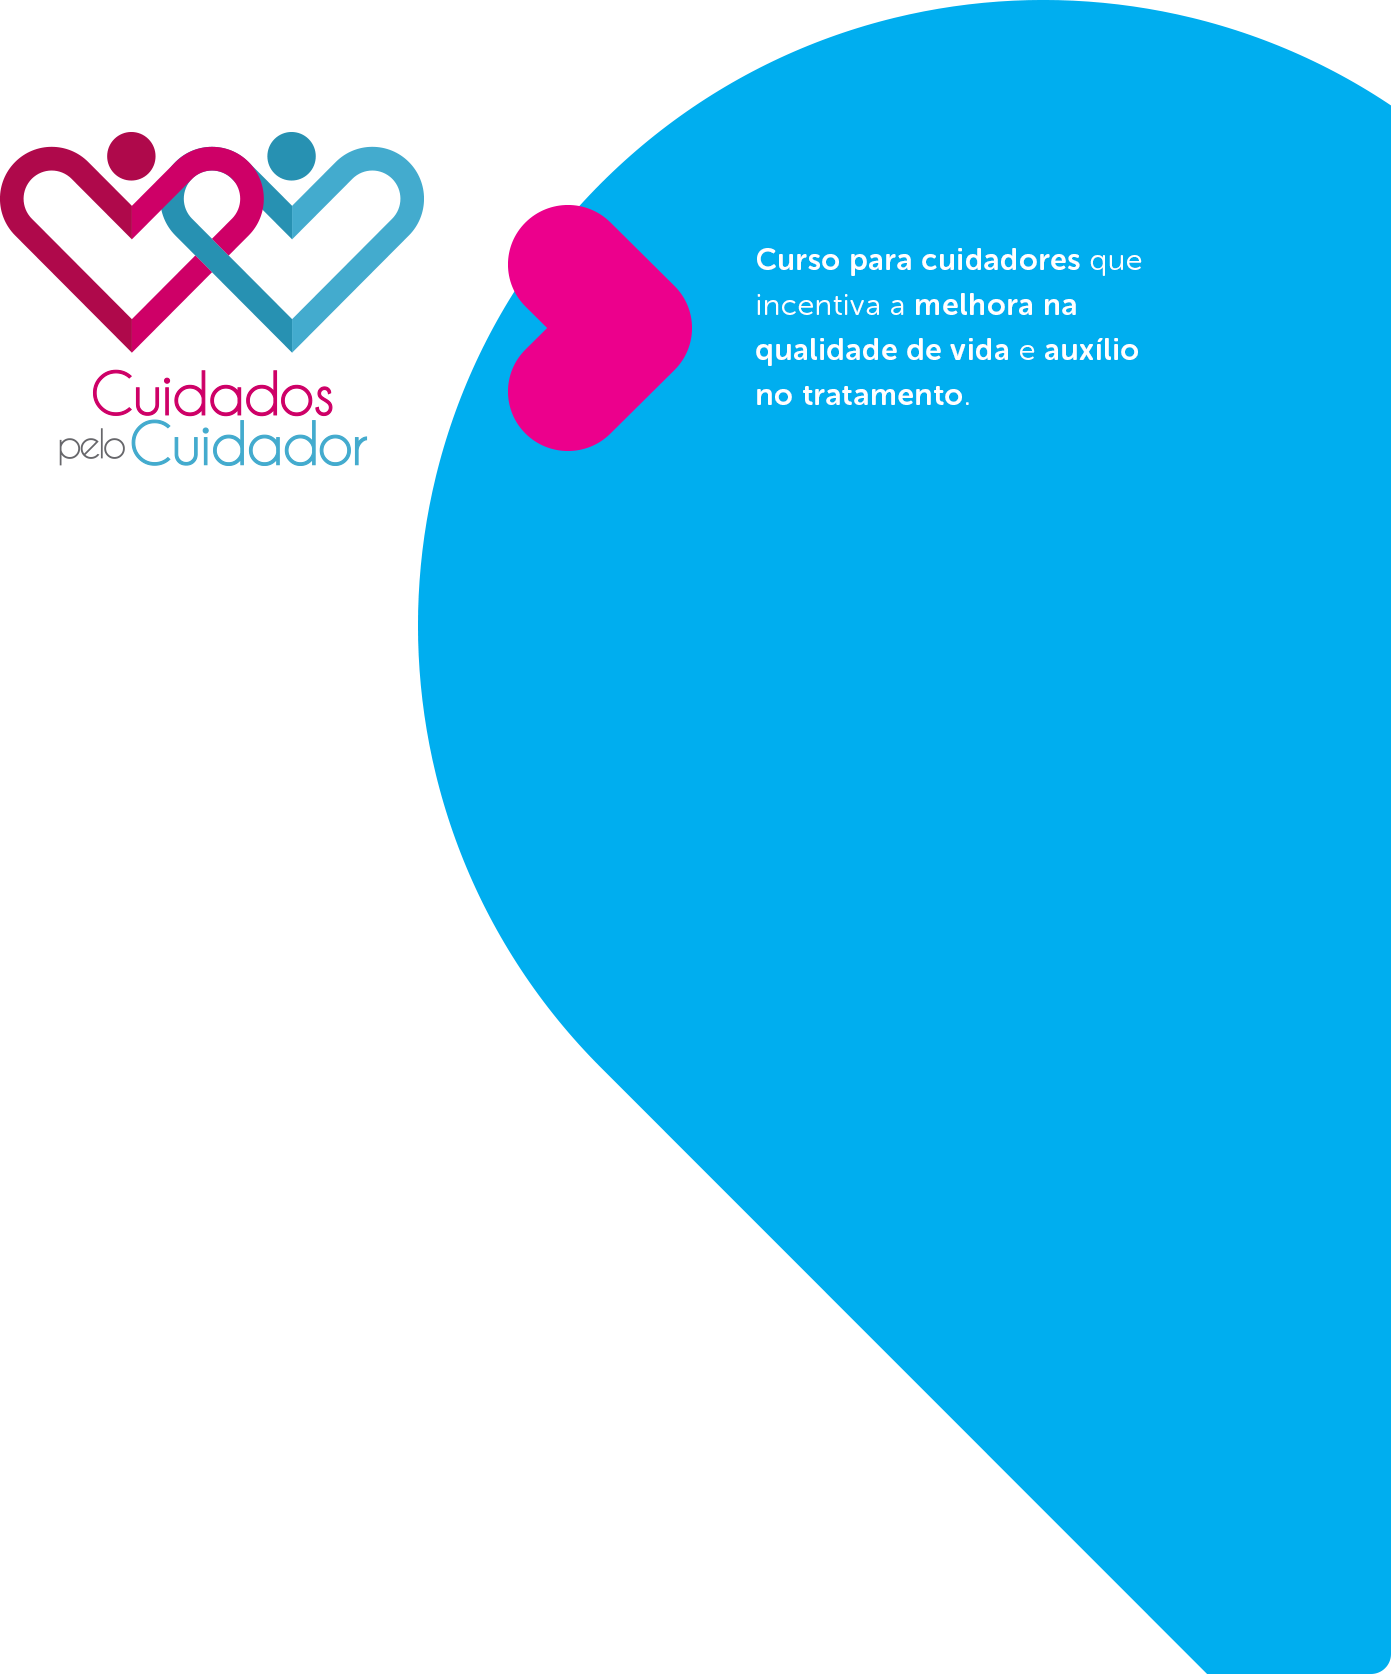 Cuidados
pelo Cuidador
Curso para cuidadores que
incentiva a melhora na
qualidade de vida e auxílio
no tratamento.